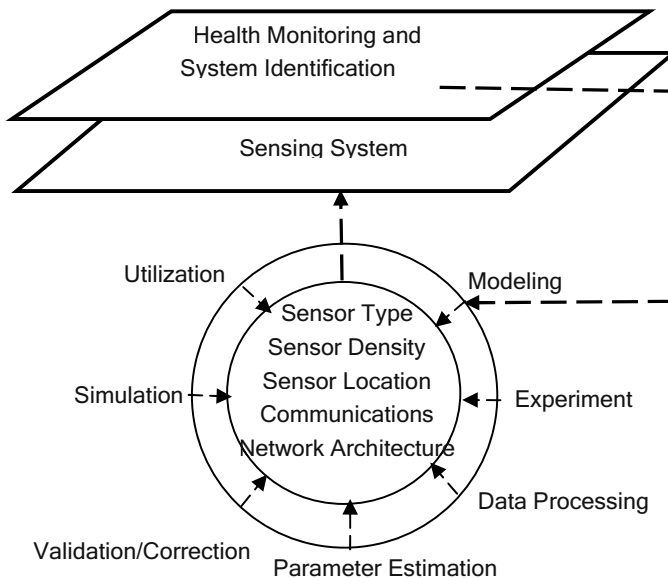 Health Monitoring and
System Identification
Sensing System
Utilization
Modeling
Sensor Type
Sensor Density
Sensor Location
Communications
Network Architecture
Simulation
Experiment
Data Processing
Validation/Correction
Parameter Estimation